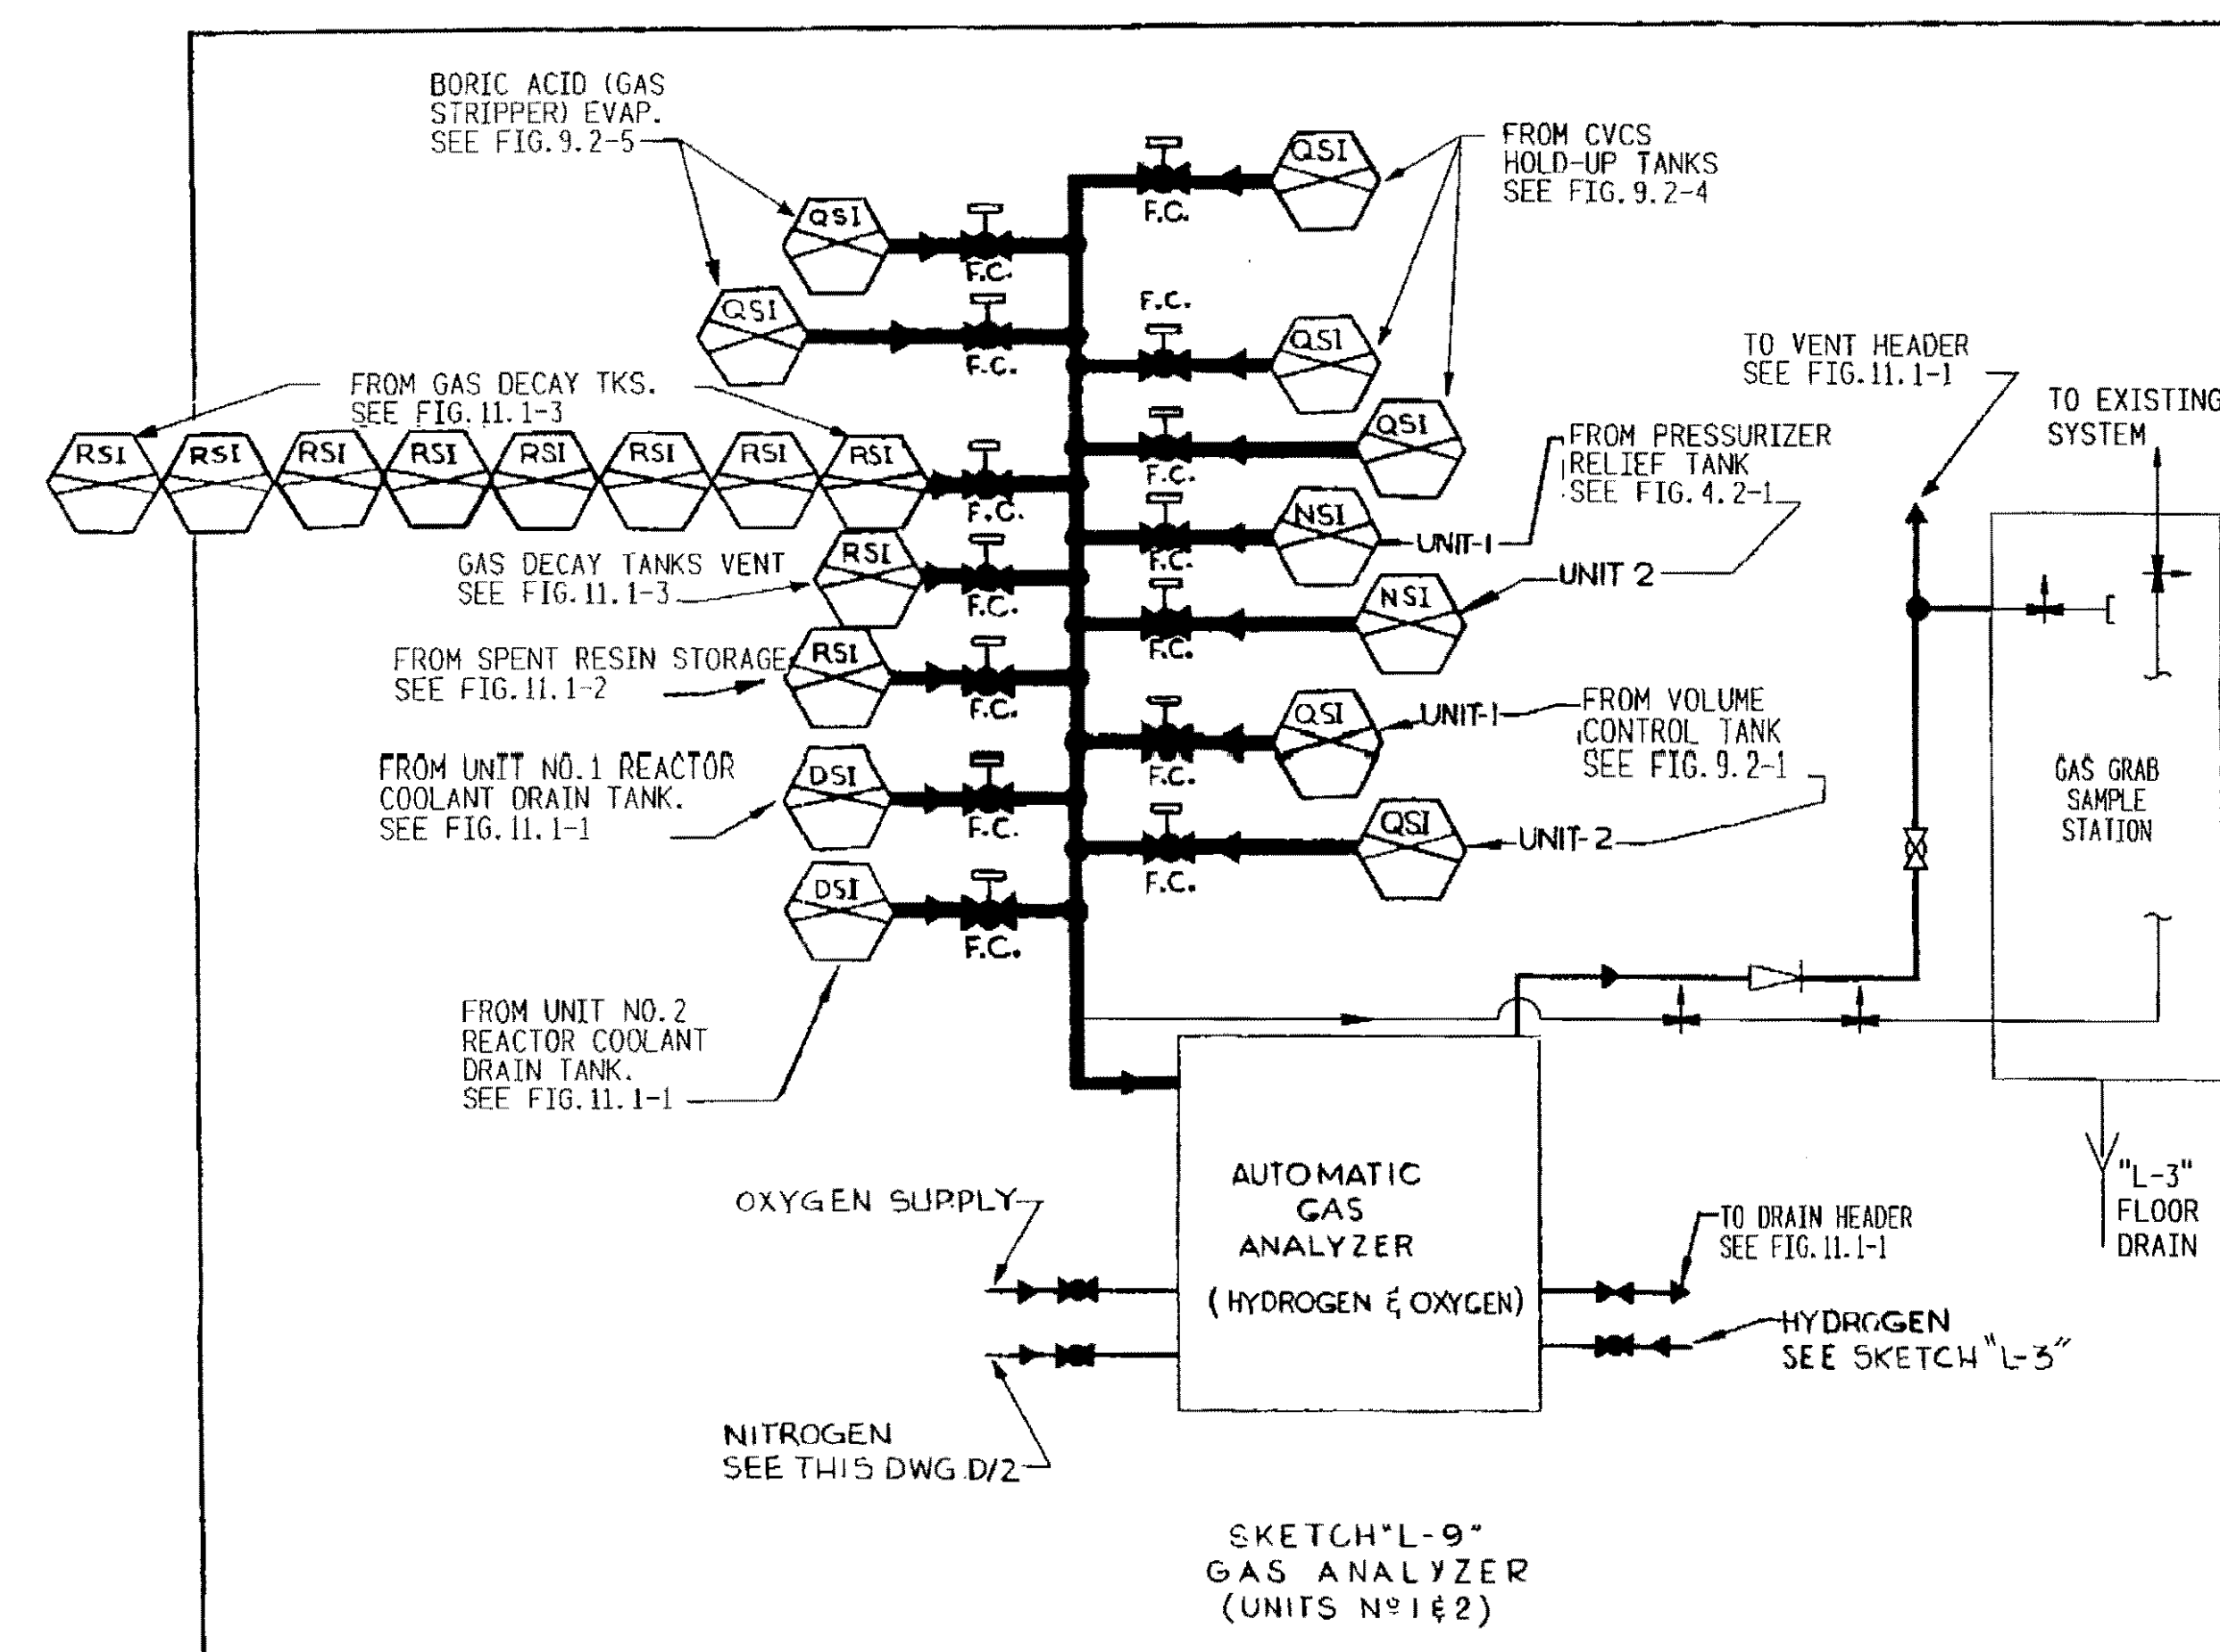 BORIC ACID (GAS
STRIPPER) EVAP.
SEE FIG.9.2-5
QSI
F.C.
QSI
F.C.
FROM GAS DECAY TKS.
SEE FIG.11.1-3
RSI
RSI
RSI
RSI
RSI
RSI
RSI
RSI
F.C.
GAS DECAY TANKS VENT
SEE FIG.11.1-3
RSI
F.C.
FROM SPENT RESIN STORAGE
SEE FIG.11.1-2
RSI
F.C.
FROM UNIT NO.1 REACTOR
COOLANT DRAIN TANK.
SEE FIG.11.1-1
DSI
F.C.
DSI
F.C.
FROM UNIT NO.2
REACTOR COOLANT
DRAIN TANK.
SEE FIG.11.1-1
QSI
F.C.
FROM CVCS
HOLD-UP TANKS
SEE FIG.9.2-4
F.C.
QSI
QSI
F.C.
FROM PRESSURIZER
RELIEF TANK
SEE FIG.4.2-1
NSI
UNIT-1
F.C.
NSI
UNIT 2
F.C.
QSI
UNIT-1
F.C.
FROM VOLUME
CONTROL TANK
SEE FIG.9.2-1
QSI
UNIT-2
F.C.
TO VENT HEADER
SEE FIG.11.1-1
TO EXISTING
SYSTEM
GAS GRAB
SAMPLE
STATION
"L-3"
FLOOR
DRAIN
AUTOMATIC
GAS
ANALYZER
(HYDROGEN & OXYGEN)
OXYGEN SUPPLY
NITROGEN
SEE THIS DWG.D/2
TO DRAIN HEADER
SEE FIG.11.1-1
HYDROGEN
SEE SKETCH "L-3"
SKETCH "L-9"
GAS ANALYZER
(UNITS Nº 1 & 2)